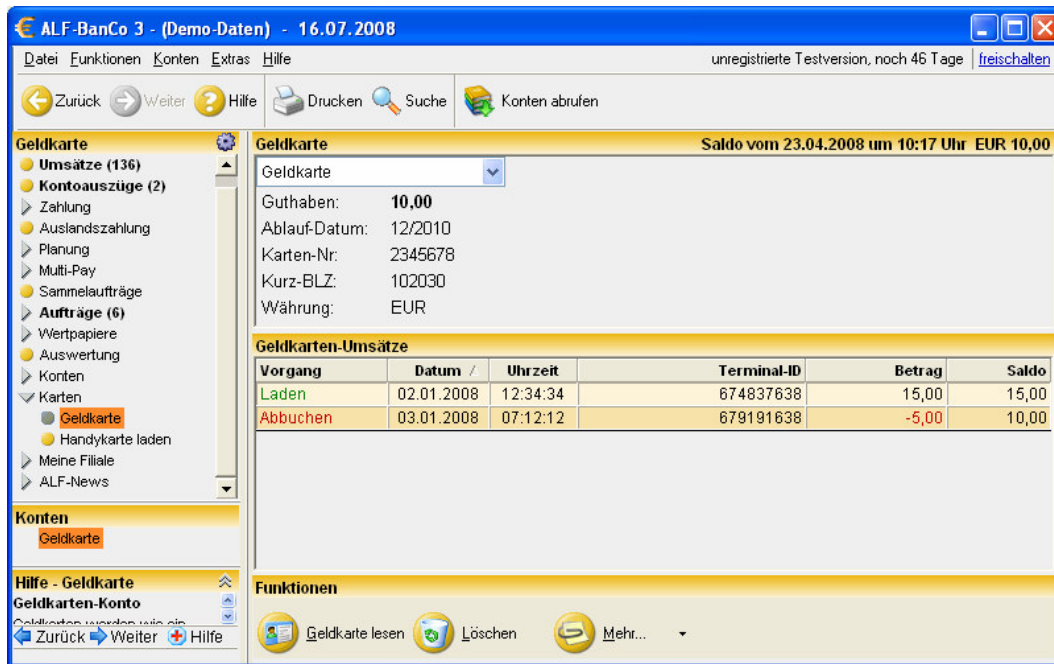 € ALF-BanCo 3 - (Demo-Daten) - 16.07.2008
Datei Funktionen Konten Extras Hilfe unregistrierte Testversion, noch 46 Tage freischalten
Zurück Weiter Hilfe Drucken Suche Konten abrufen
Geldkarte
Umsätze (136)
Kontoauszüge (2)
Zahlung
Auslandszahlung
Planung
Multi-Pay
Sammelaufträge
Aufträge (6)
Wertpapiere
Auswertung
Konten
Karten
Geldkarte
Handykarte laden
Meine Filiale
ALF-News
Konten
Geldkarte
Hilfe - Geldkarte
Geldkarten-Konto
Geldkarten werden wie ein
Zurück Weiter Hilfe
Geldkarte Saldo vom 23.04.2008 um 10:17 Uhr EUR 10,00
Geldkarte
Guthaben: 10,00
Ablauf-Datum: 12/2010
Karten-Nr: 2345678
Kurz-BLZ: 102030
Währung: EUR
Geldkarten-Umsätze
Vorgang Datum Uhrzeit Terminal-ID Betrag Saldo
Laden 02.01.2008 12:34:34 674837638 15,00 15,00
Abbuchen 03.01.2008 07:12:12 679191638 -5,00 10,00
Funktionen
Geldkarte lesen Löschen Mehr...